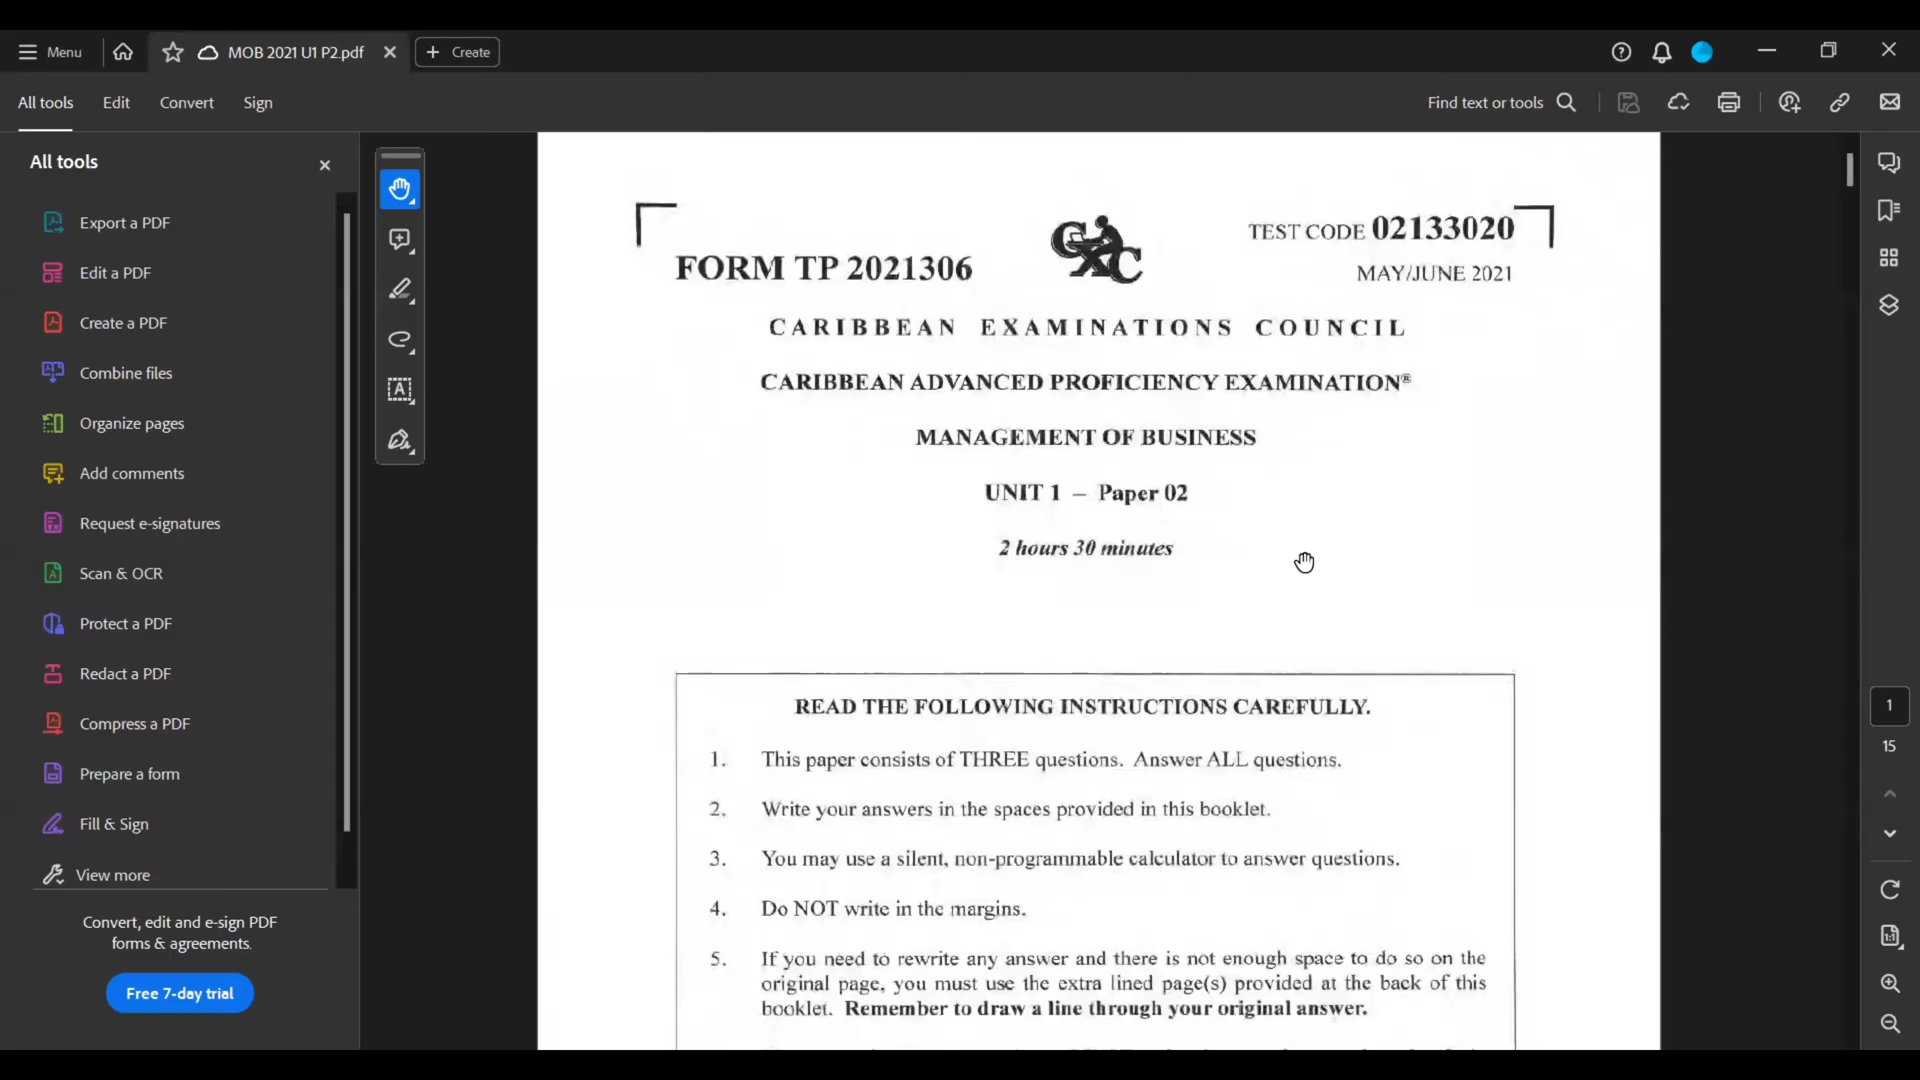 Menu
MOB 2021 U1 P2.pdf
Create
All tools
Edit
Convert
Sign
Find text or tools
All tools
Export a PDF
Edit a PDF
Create a PDF
Combine files
Organize pages
Add comments
Request e-signatures
Scan & OCR
Protect a PDF
Redact a PDF
Compress a PDF
Prepare a form
Fill & Sign
View more
Convert, edit and e-sign PDF
forms & agreements.
Free 7-day trial
FORM TP 2021306
CXC
TEST CODE 02133020
MAY/JUNE 2021
CARIBBEAN EXAMINATIONS COUNCIL
CARIBBEAN ADVANCED PROFICIENCY EXAMINATION®
MANAGEMENT OF BUSINESS
UNIT 1 – Paper 02
2 hours 30 minutes
READ THE FOLLOWING INSTRUCTIONS CAREFULLY.
1. This paper consists of THREE questions. Answer ALL questions.
2. Write your answers in the spaces provided in this booklet.
3. You may use a silent, non-programmable calculator to answer questions.
4. Do NOT write in the margins.
5. If you need to rewrite any answer and there is not enough space to do so on the
original page, you must use the extra lined page(s) provided at the back of this
booklet. Remember to draw a line through your original answer.
1
15